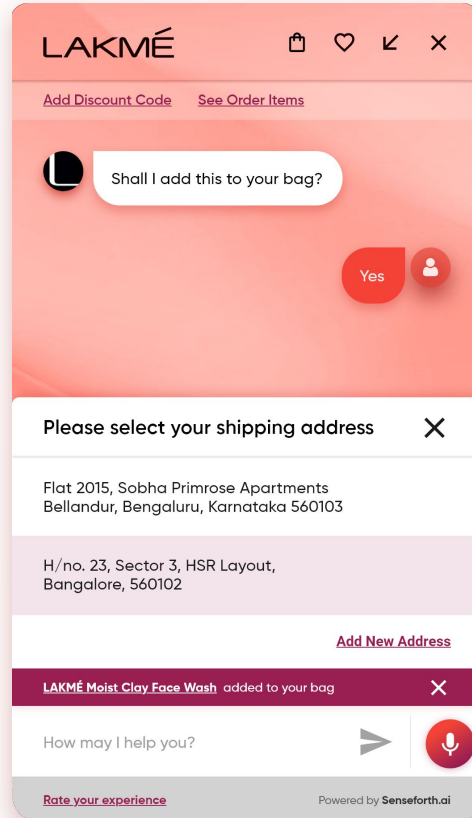 LAKMÉ
Add Discount Code See Order Items
Shall I add this to your bag?
Yes
Please select your shipping address
Flat 2015, Sobha Primrose Apartments
Bellandur, Bengaluru, Karnataka 560103
H/no. 23, Sector 3, HSR Layout,
Bangalore, 560102
Add New Address
LAKMÉ Moist Clay Face Wash added to your bag
How may I help you?
Rate your experience Powered by Senseforth.ai